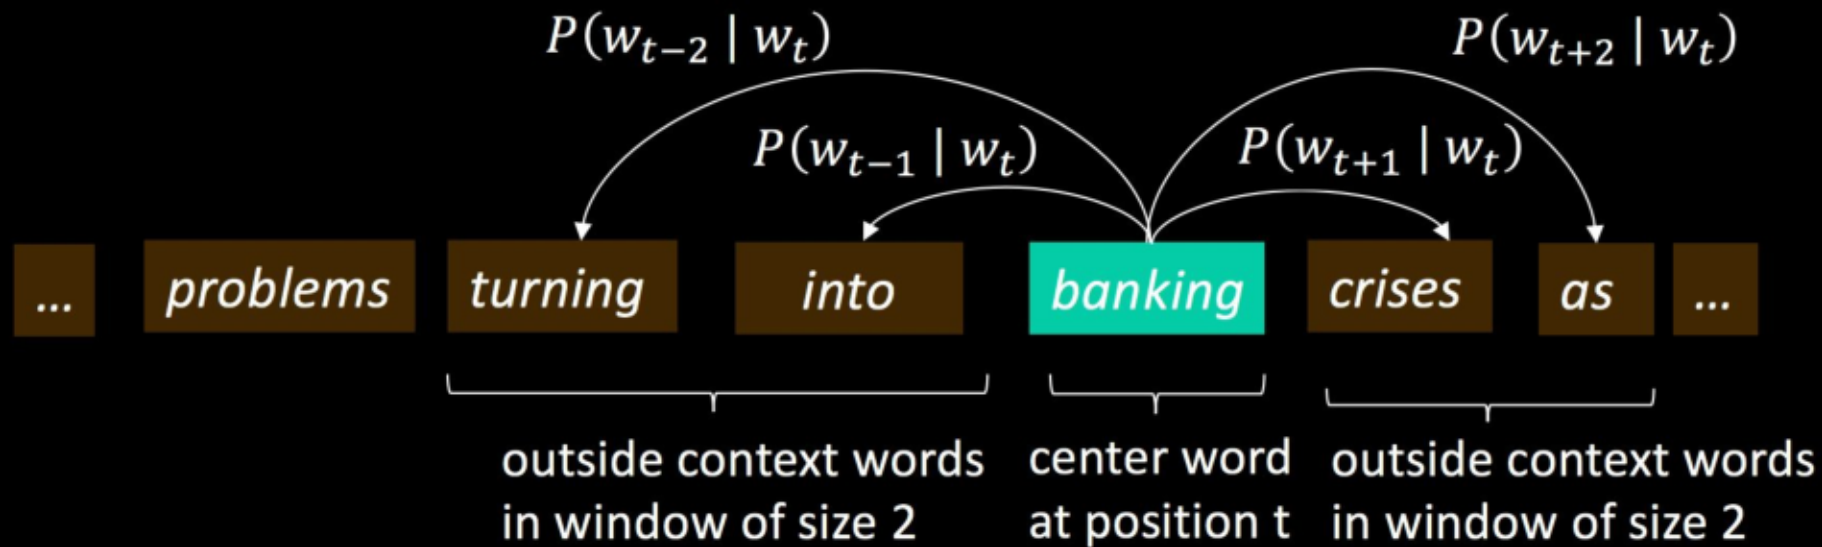 P(w_{t-2} | w_t)
P(w_{t+2} | w_t)
P(w_{t-1} | w_t)
P(w_{t+1} | w_t)
... problems turning into banking crises as ...
outside context words
in window of size 2
center word
at position t
outside context words
in window of size 2